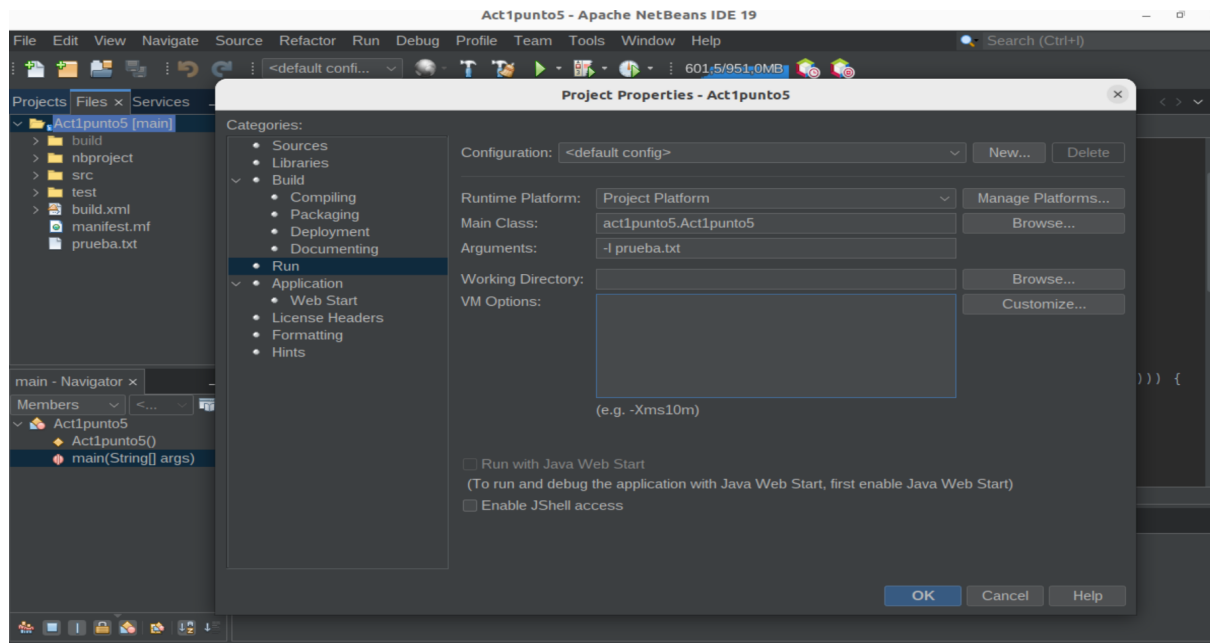 Act1punto5 - Apache NetBeans IDE 19
File Edit View Navigate Source Refactor Run Debug Profile Team Tools Window Help Search (Ctrl+I)
<default confi... 601,5/951,0MB
Projects Files × Services
Project Properties - Act1punto5
Act1punto5 [main]
build
nbproject
src
test
build.xml
manifest.mf
prueba.txt
Categories:
Sources
Libraries
Build
Compiling
Packaging
Deployment
Documenting
Run
Application
Web Start
License Headers
Formatting
Hints
Configuration: <default config> New... Delete
Runtime Platform: Project Platform Manage Platforms...
Main Class: act1punto5.Act1punto5 Browse...
Arguments: -l prueba.txt
Working Directory: Browse...
VM Options: Customize...
(e.g. -Xms10m)
Run with Java Web Start
(To run and debug the application with Java Web Start, first enable Java Web Start)
Enable JShell access
OK Cancel Help
main - Navigator ×
Members <...
Act1punto5
Act1punto5()
main(String[] args)
))) {